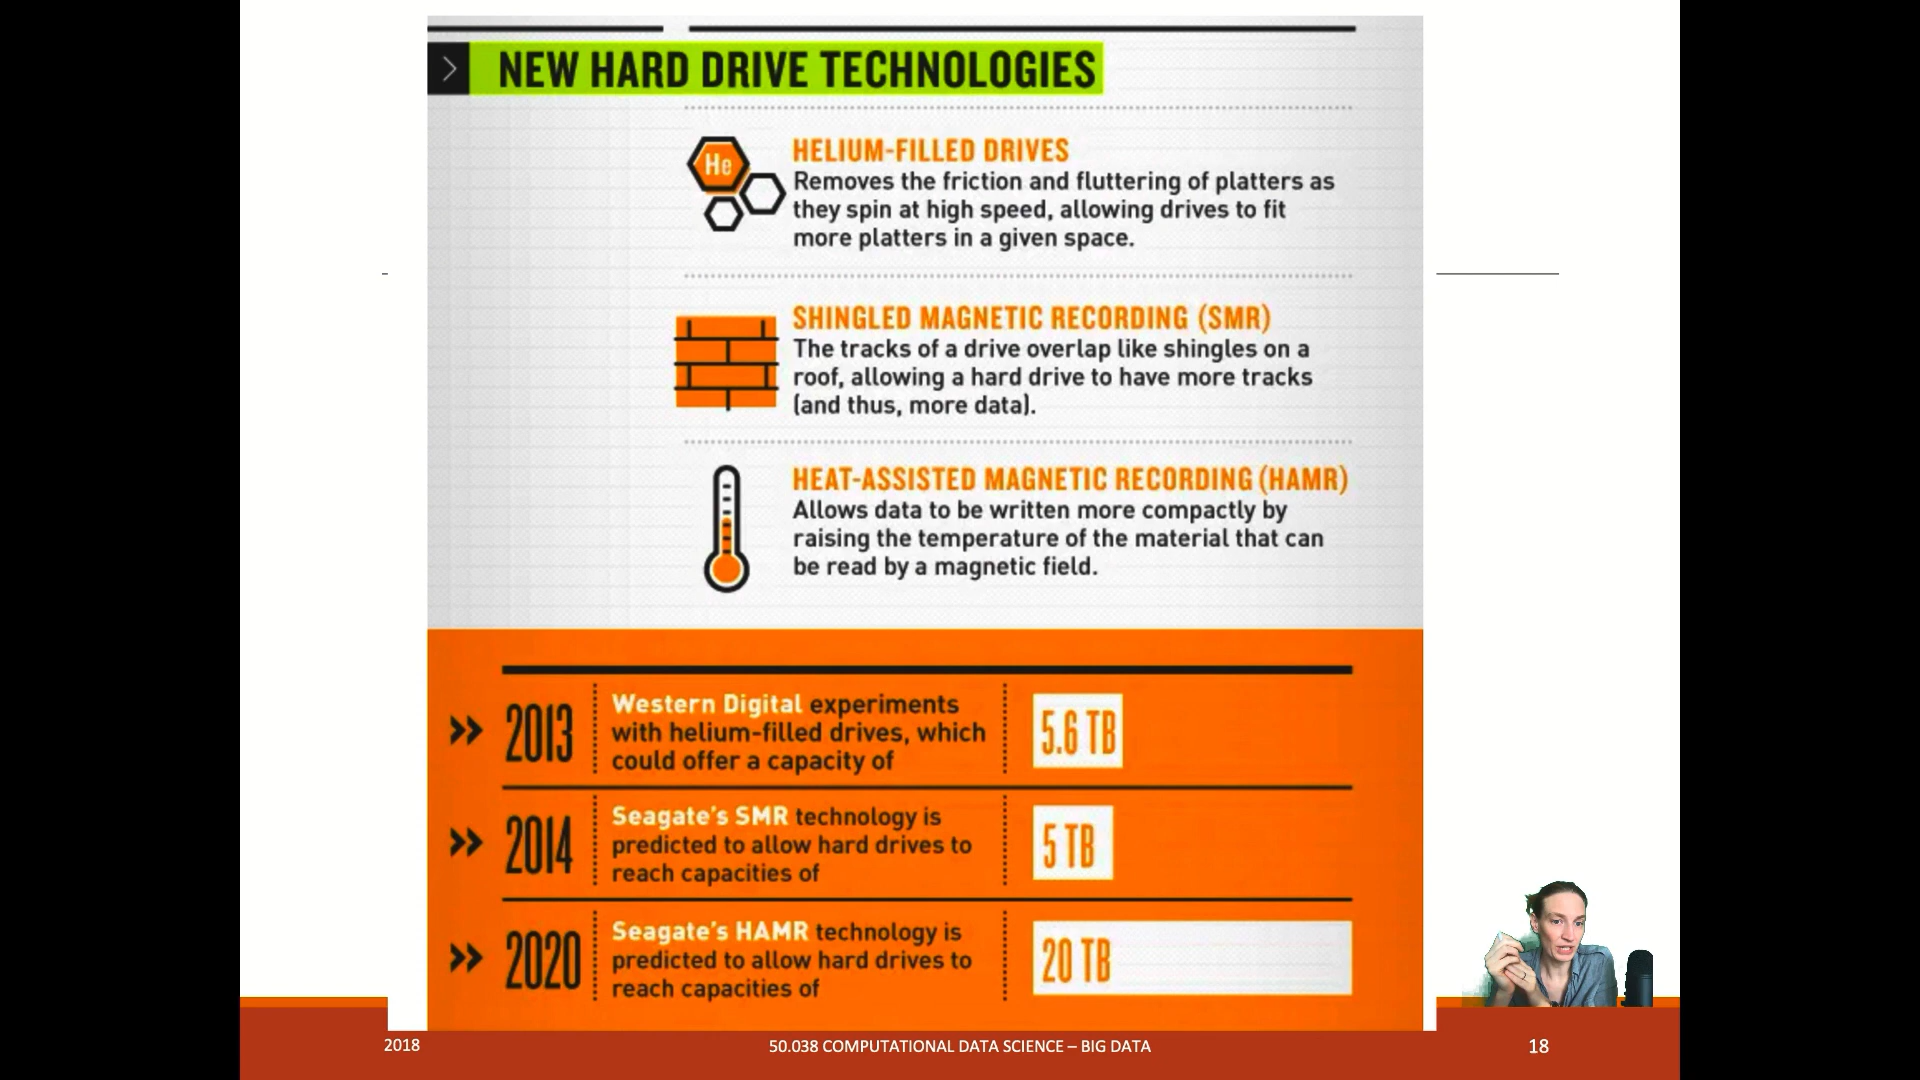 NEW HARD DRIVE TECHNOLOGIES
He
HELIUM-FILLED DRIVES
Removes the friction and fluttering of platters as
they spin at high speed, allowing drives to fit
more platters in a given space.
SHINGLED MAGNETIC RECORDING (SMR)
The tracks of a drive overlap like shingles on a
roof, allowing a hard drive to have more tracks
(and thus, more data).
HEAT-ASSISTED MAGNETIC RECORDING (HAMR)
Allows data to be written more compactly by
raising the temperature of the material that can
be read by a magnetic field.
2013
Western Digital experiments
with helium-filled drives, which
could offer a capacity of
5.6 TB
2014
Seagate's SMR technology is
predicted to allow hard drives to
reach capacities of
5 TB
2020
Seagate's HAMR technology is
predicted to allow hard drives to
reach capacities of
20 TB
2018
50.038 COMPUTATIONAL DATA SCIENCE – BIG DATA
18